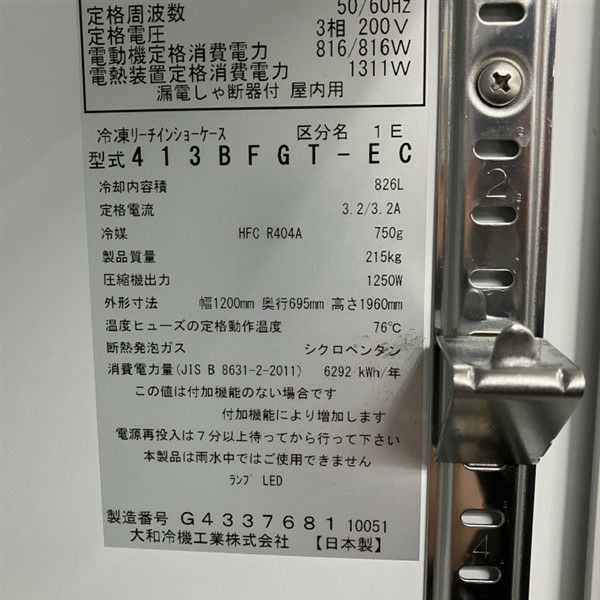 定格周波数 50/60Hz
定格電圧 3相 200V
電動機定格消費電力 816/816W
電熱装置定格消費電力 1311W
漏電しゃ断器付 屋内用
冷凍リーチインショーケース 区分名 1E
型式 413BFGT-EC
冷却内容積 826L
定格電流 3.2/3.2A
冷媒 HFC R404A 750g
製品質量 215kg
圧縮機出力 1250W
外形寸法 幅1200mm 奥行695mm 高さ1960mm
温度ヒューズの定格動作温度 76℃
断熱発泡ガス シクロペンタン
消費電力量(JIS B 8631-2-2011) 6292 kWh/年
この値は付加機能のない場合です
付加機能により増加します
電源再投入は7分以上待ってから行って下さい
本製品は雨水中ではご使用できません
ﾗﾝﾌﾟ LED
製造番号 G4337681 10051
大和冷機工業株式会社 【日本製】
2
4